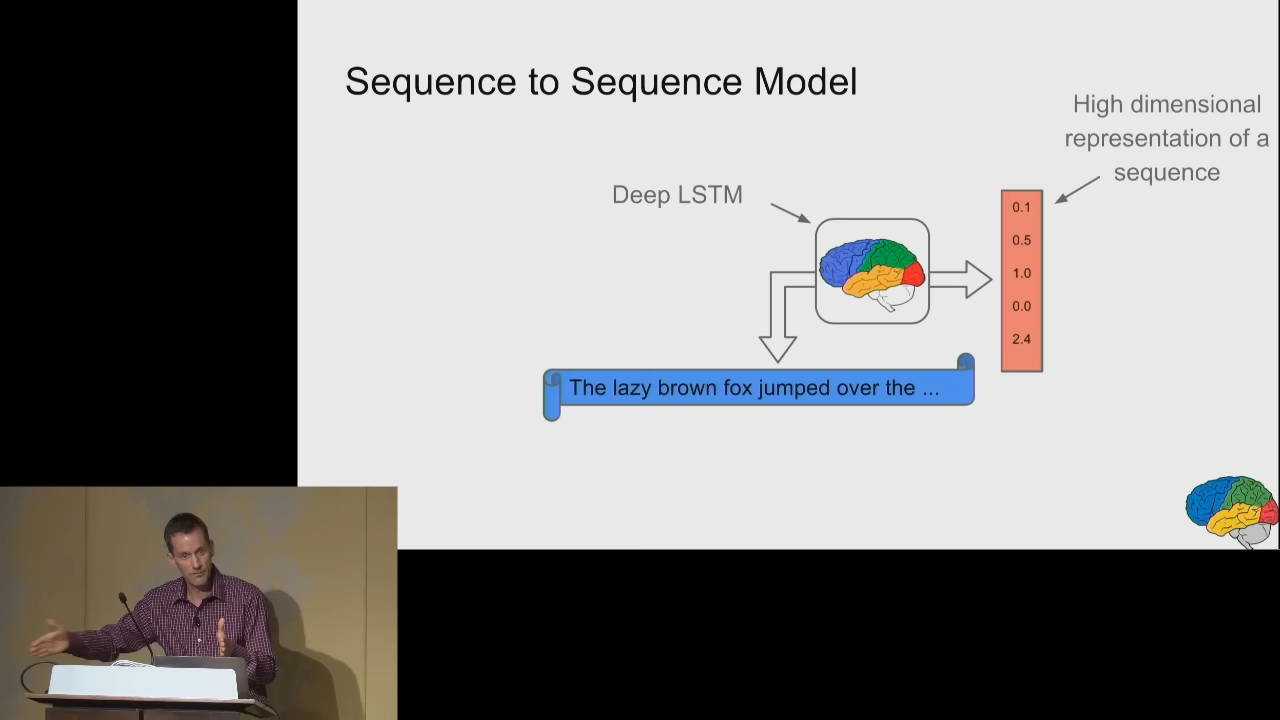 Sequence to Sequence Model
High dimensional
representation of a
sequence
Deep LSTM
0.1
0.5
1.0
0.0
2.4
The lazy brown fox jumped over the ...